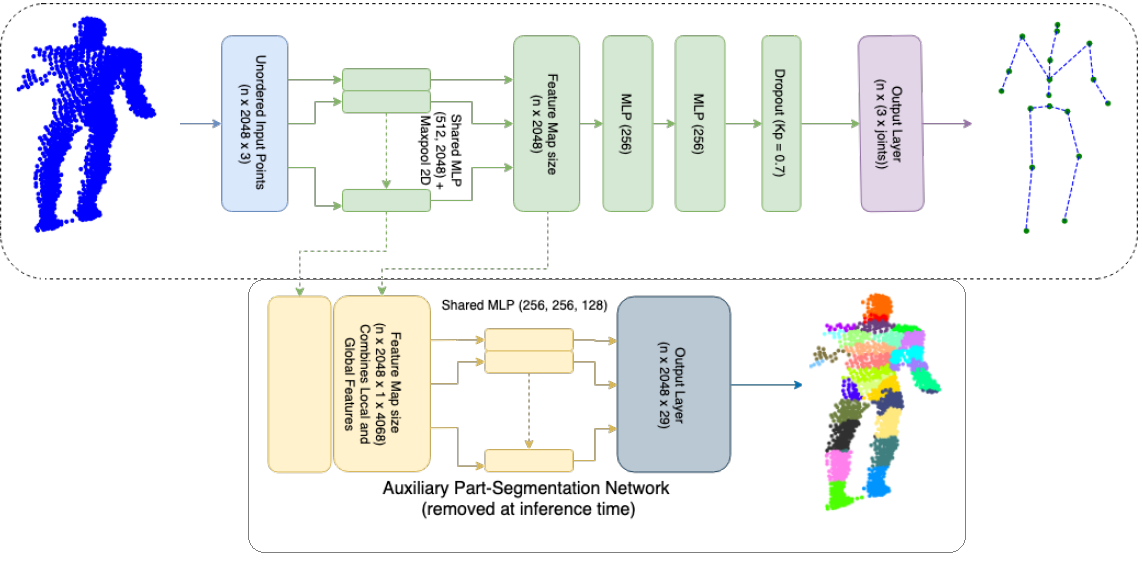 Unordered Input Points
(n x 2048 x 3)
Shared MLP
(512, 2048) +
Maxpool 2D
Feature Map size
(n x 2048)
MLP (256)
MLP (256)
Dropout (Kp = 0.7)
Output Layer
(n x (3 x joints))
Feature Map size
(n x 2048 x 1 x 4068)
Combines Local and
Global Features
Shared MLP (256, 256, 128)
Output Layer
(n x 2048 x 29)
Auxiliary Part-Segmentation Network
(removed at inference time)